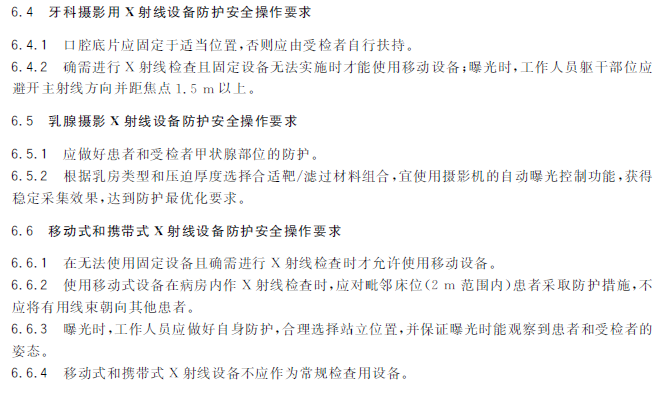 6.4 牙科摄影用 X 射线设备防护安全操作要求
6.4.1 口腔底片应固定于适当位置,否则应由受检者自行扶持。
6.4.2 确需进行 X 射线检查且固定设备无法实施时才能使用移动设备;曝光时,工作人员躯干部位应
避开主射线方向并距焦点 1.5 m 以上。
6.5 乳腺摄影 X 射线设备防护安全操作要求
6.5.1 应做好患者和受检者甲状腺部位的防护。
6.5.2 根据乳房类型和压迫厚度选择合适靶/滤过材料组合,宜使用摄影机的自动曝光控制功能,获得
稳定采集效果,达到防护最优化要求。
6.6 移动式和携带式 X 射线设备防护安全操作要求
6.6.1 在无法使用固定设备且确需进行 X 射线检查时才允许使用移动设备。
6.6.2 使用移动式设备在病房内作 X 射线检查时,应对毗邻床位(2 m 范围内)患者采取防护措施,不
应将有用线束朝向其他患者。
6.6.3 曝光时,工作人员应做好自身防护,合理选择站立位置,并保证曝光时能观察到患者和受检者的
姿态。
6.6.4 移动式和携带式 X 射线设备不应作为常规检查用设备。